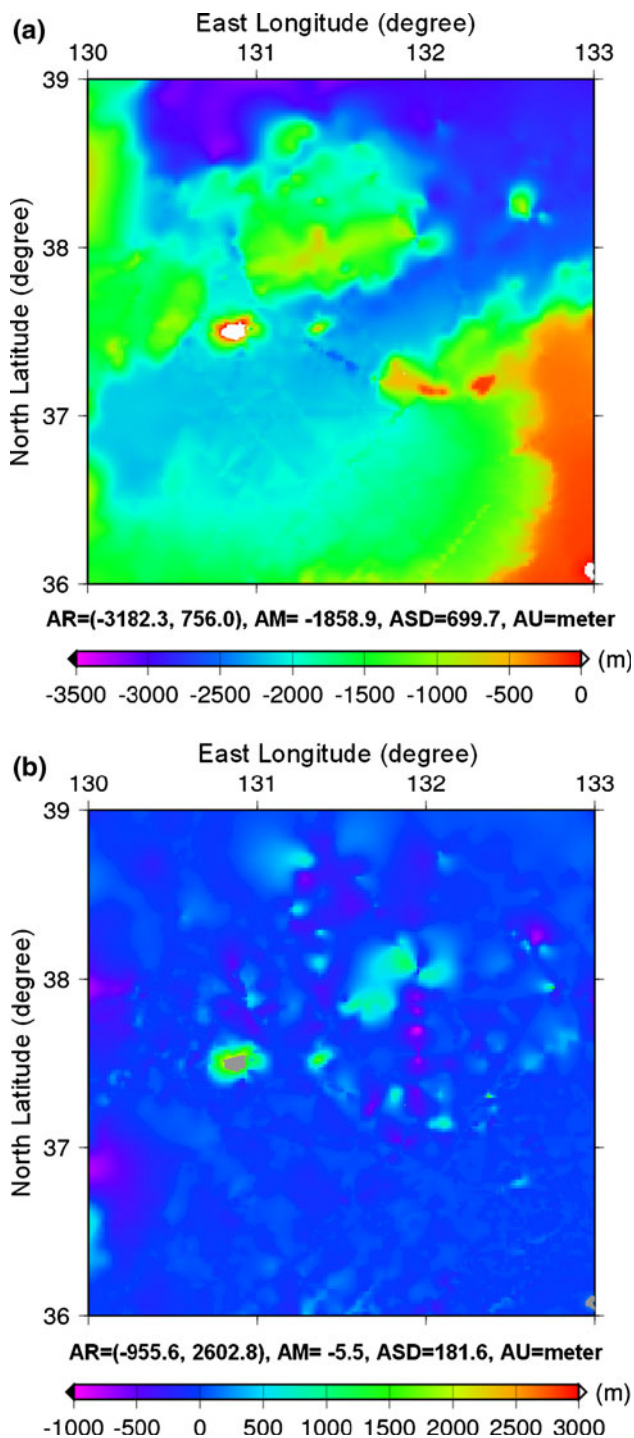 (a)
East Longitude (degree)
130 131 132 133
39
38
37
36
North Latitude (degree)
AR=(-3182.3, 756.0), AM= -1858.9, ASD=699.7, AU=meter
(m)
-3500 -3000 -2500 -2000 -1500 -1000 -500 0
(b)
East Longitude (degree)
130 131 132 133
39
38
37
36
North Latitude (degree)
AR=(-955.6, 2602.8), AM= -5.5, ASD=181.6, AU=meter
(m)
-1000 -500 0 500 1000 1500 2000 2500 3000